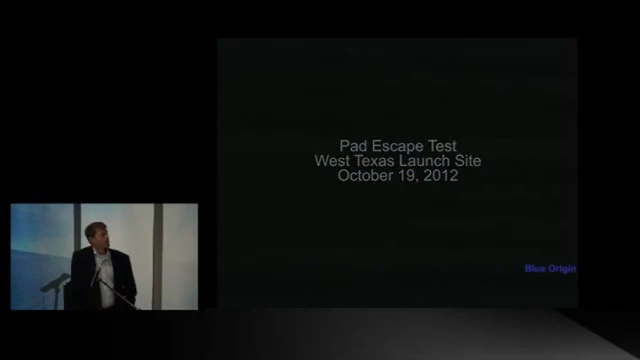 Pad Escape Test
West Texas Launch Site
October 19, 2012
Blue Origin